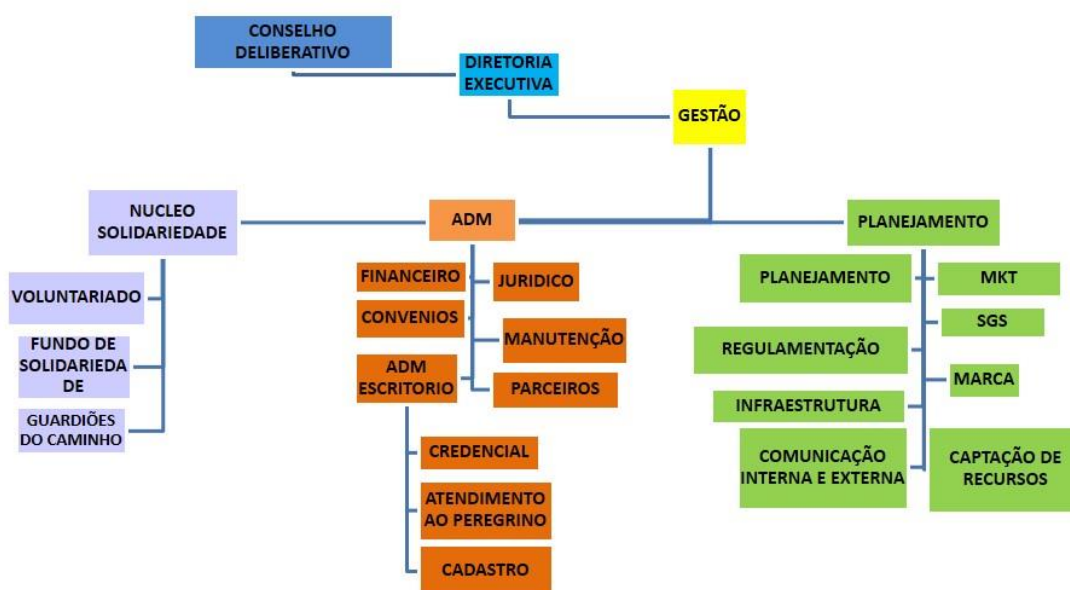 CONSELHO
DELIBERATIVO
DIRETORIA
EXECUTIVA
GESTÃO
NUCLEO
SOLIDARIEDADE
VOLUNTARIADO
FUNDO DE
SOLIDARIEDA
DE
GUARDIÕES
DO CAMINHO
ADM
FINANCEIRO
JURIDICO
CONVENIOS
MANUTENÇÃO
ADM
ESCRITORIO
PARCEIROS
CREDENCIAL
ATENDIMENTO
AO PEREGRINO
CADASTRO
PLANEJAMENTO
PLANEJAMENTO
MKT
SGS
REGULAMENTAÇÃO
MARCA
INFRAESTRUTURA
COMUNICAÇÃO
INTERNA E EXTERNA
CAPTAÇÃO DE
RECURSOS